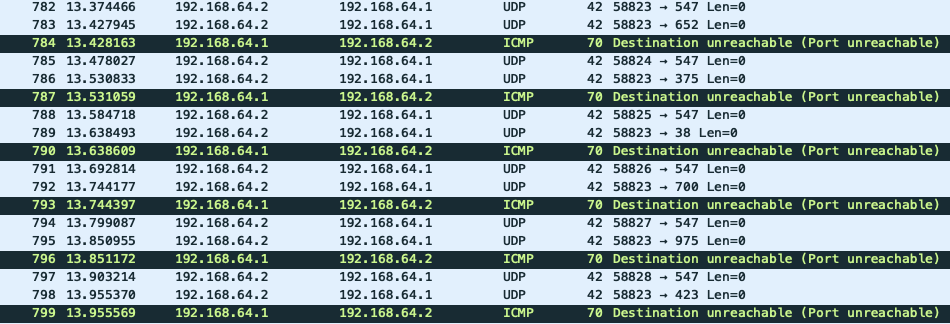 782 13.374466 192.168.64.2 192.168.64.1 UDP 42 58823 → 547 Len=0
783 13.427945 192.168.64.2 192.168.64.1 UDP 42 58823 → 652 Len=0
784 13.428163 192.168.64.1 192.168.64.2 ICMP 70 Destination unreachable (Port unreachable)
785 13.478027 192.168.64.2 192.168.64.1 UDP 42 58824 → 547 Len=0
786 13.530833 192.168.64.2 192.168.64.1 UDP 42 58823 → 375 Len=0
787 13.531059 192.168.64.1 192.168.64.2 ICMP 70 Destination unreachable (Port unreachable)
788 13.584718 192.168.64.2 192.168.64.1 UDP 42 58825 → 547 Len=0
789 13.638493 192.168.64.2 192.168.64.1 UDP 42 58823 → 38 Len=0
790 13.638609 192.168.64.1 192.168.64.2 ICMP 70 Destination unreachable (Port unreachable)
791 13.692814 192.168.64.2 192.168.64.1 UDP 42 58826 → 547 Len=0
792 13.744177 192.168.64.2 192.168.64.1 UDP 42 58823 → 700 Len=0
793 13.744397 192.168.64.1 192.168.64.2 ICMP 70 Destination unreachable (Port unreachable)
794 13.799087 192.168.64.2 192.168.64.1 UDP 42 58827 → 547 Len=0
795 13.850955 192.168.64.2 192.168.64.1 UDP 42 58823 → 975 Len=0
796 13.851172 192.168.64.1 192.168.64.2 ICMP 70 Destination unreachable (Port unreachable)
797 13.903214 192.168.64.2 192.168.64.1 UDP 42 58828 → 547 Len=0
798 13.955370 192.168.64.2 192.168.64.1 UDP 42 58823 → 423 Len=0
799 13.955569 192.168.64.1 192.168.64.2 ICMP 70 Destination unreachable (Port unreachable)